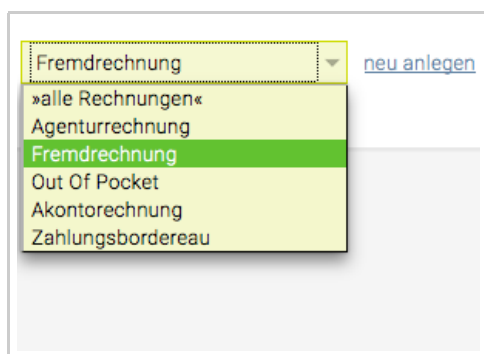 Fremdrechnung neu anlegen
»alle Rechnungen«
Agenturrechnung
Fremdrechnung
Out Of Pocket
Akontorechnung
Zahlungsbordereau